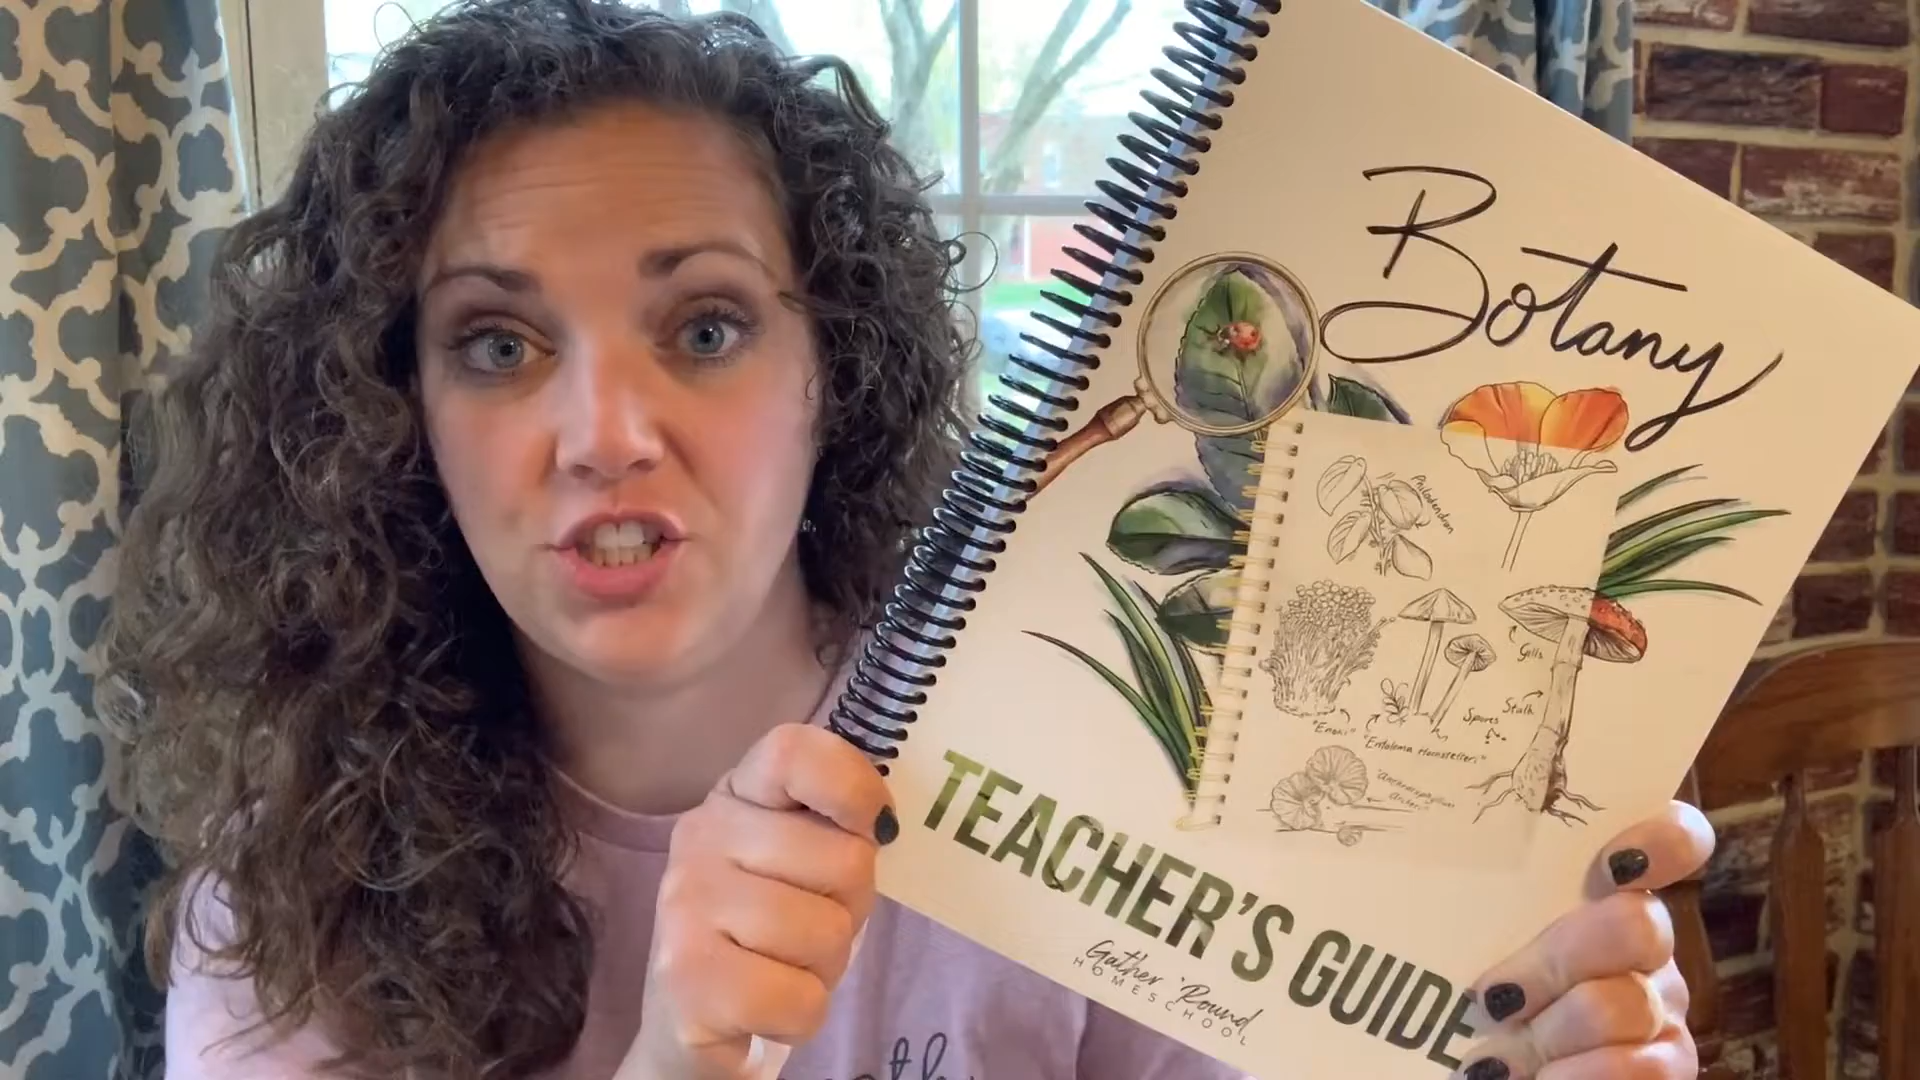 Botany
Philodendron
Gills
Stalk
Spores
"Enoki" "Entoloma Hochstetteri"
TEACHER'S GUIDE
Gather 'Round
HOMESCHOOL